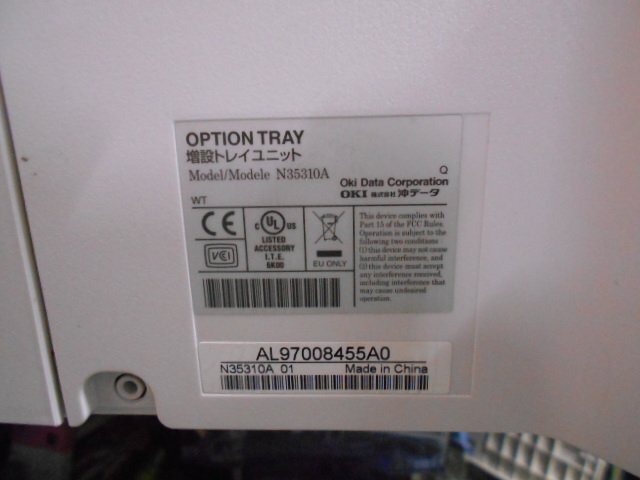 OPTION TRAY
増設トレイユニット
Model/Modele N35310A
Q
Oki Data Corporation
OKI 株式会社 沖データ
WT
CE
VCI
C UL US
LISTED
ACCESSORY
I.T.E.
6K00
EU ONLY
This device complies with
Part 15 of the FCC Rules.
Operation is subject to the
following two conditions
(1) this device may not cause
harmful interference, and
(2) this device must accept
any interference received,
including interference that
may cause undesired
operation.
AL97008455A0
N35310A 01 Made in China